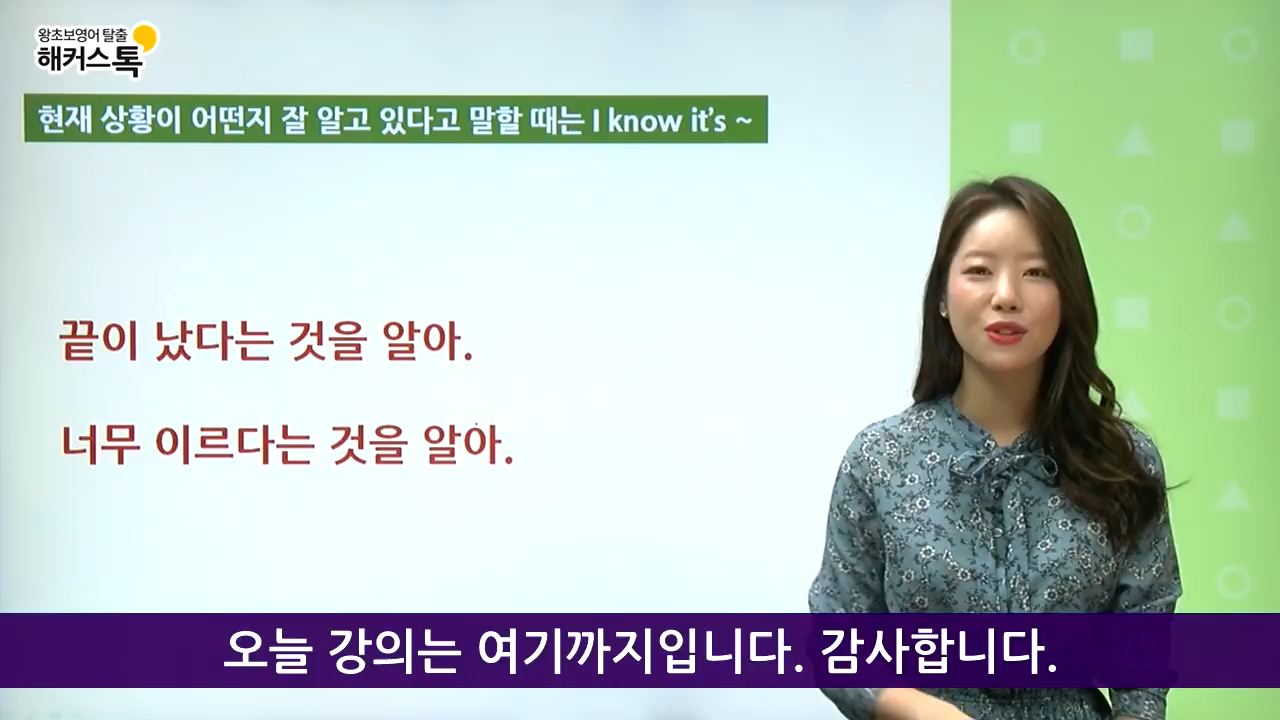 왕초보영어 탈출
해커스톡
현재 상황이 어떤지 잘 알고 있다고 말할 때는 I know it's ~
끝이 났다는 것을 알아.
너무 이르다는 것을 알아.
오늘 강의는 여기까지입니다. 감사합니다.